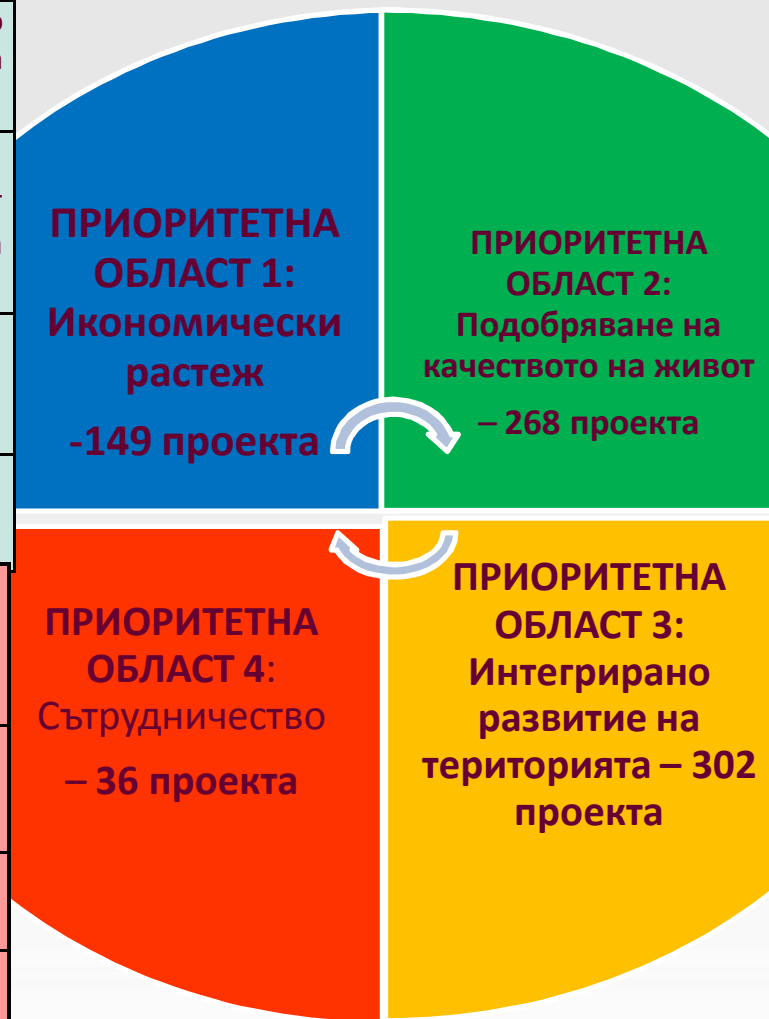 ПРИОРИТЕТНА
ОБЛАСТ 1:
Икономически
растеж
-149 проекта
ПРИОРИТЕТНА
ОБЛАСТ 2:
Подобряване на
качеството на живот
– 268 проекта
ПРИОРИТЕТНА
ОБЛАСТ 4:
Сътрудничество
– 36 проекта
ПРИОРИТЕТНА
ОБЛАСТ 3:
Интегрирано
развитие на
територията – 302
проекта